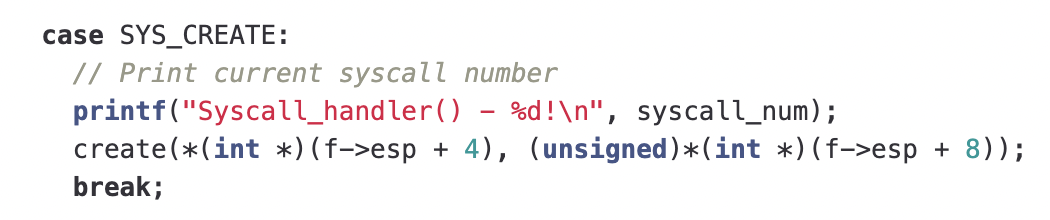 case SYS_CREATE:
// Print current syscall number
printf("Syscall_handler() - %d!\n", syscall_num);
create(*(int *)(f->esp + 4), (unsigned)*(int *)(f->esp + 8));
break;